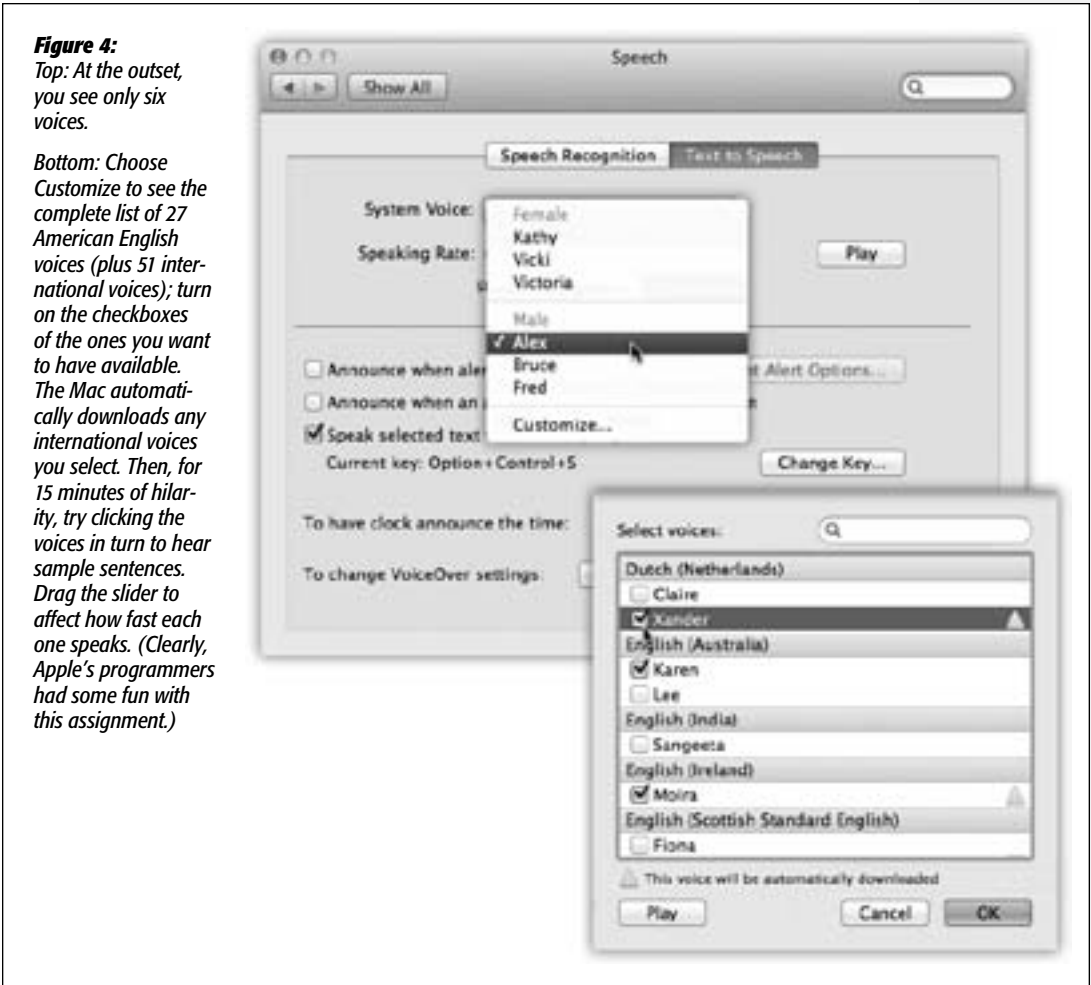 Figure 4:
Top: At the outset,
you see only six
voices.
Bottom: Choose
Customize to see the
complete list of 27
American English
voices (plus 51 inter-
national voices); turn
on the checkboxes
of the ones you want
to have available.
The Mac automati-
cally downloads any
international voices
you select. Then, for
15 minutes of hilar-
ity, try clicking the
voices in turn to hear
sample sentences.
Drag the slider to
affect how fast each
one speaks. (Clearly,
Apple's programmers
had some fun with
this assignment.)
Speech
Show All
Speech Recognition
Text to Speech
System Voice:
Speaking Rate:
Play
Female
Kathy
Vicki
Victoria
Male
✓ Alex
Bruce
Fred
Customize...
Announce when
Alert Options...
Announce when an
Speak selected text
Current key: Option+Control+S
Change Key...
To have clock announce the time:
To change VoiceOver settings:
Select voices:
Dutch (Netherlands)
Claire
Xander
English (Australia)
Karen
Lee
English (India)
Sangeeta
English (Ireland)
Moira
English (Scottish Standard English)
Fiona
This voice will be automatically downloaded
Play
Cancel
OK